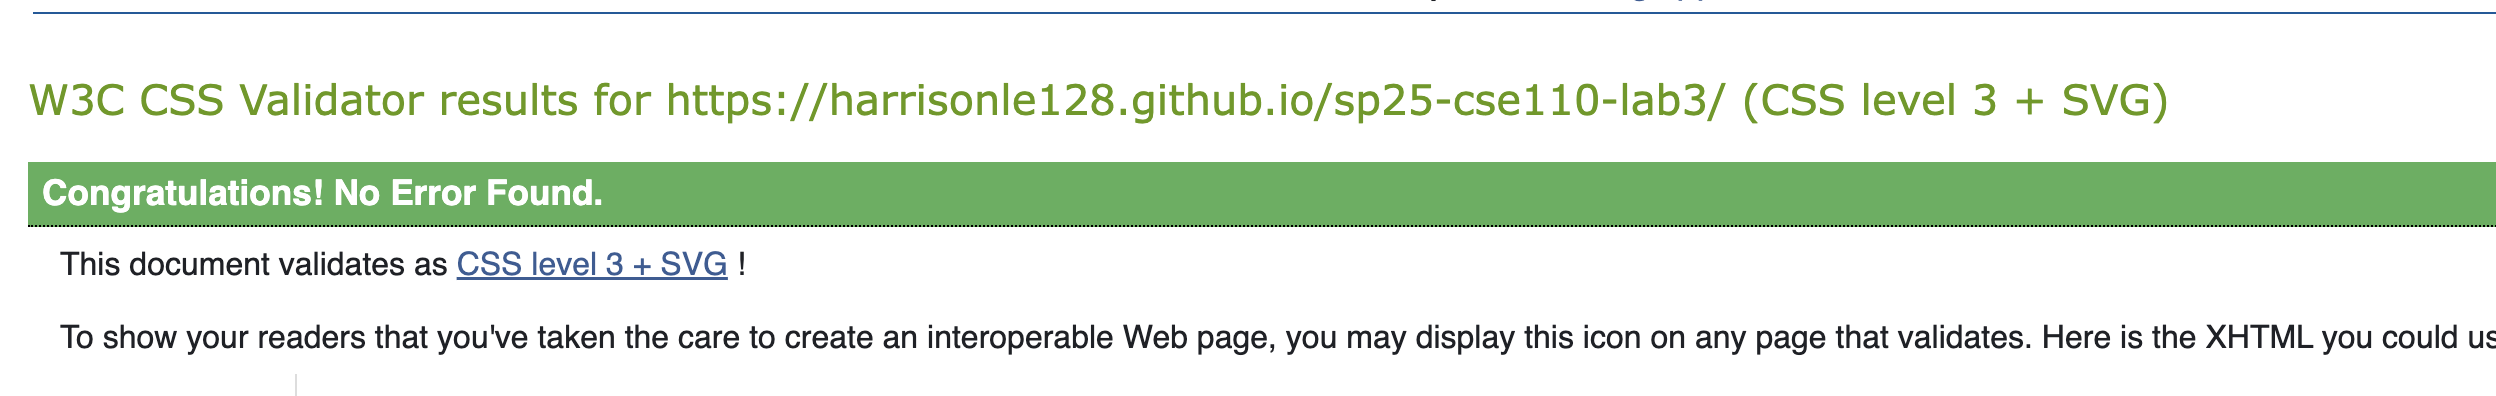 W3C CSS Validator results for https://harrisonle128.github.io/sp25-cse110-lab3/ (CSS level 3 + SVG)
Congratulations! No Error Found.
This document validates as CSS level 3 + SVG !
To show your readers that you've taken the care to create an interoperable Web page, you may display this icon on any page that validates. Here is the XHTML you could us